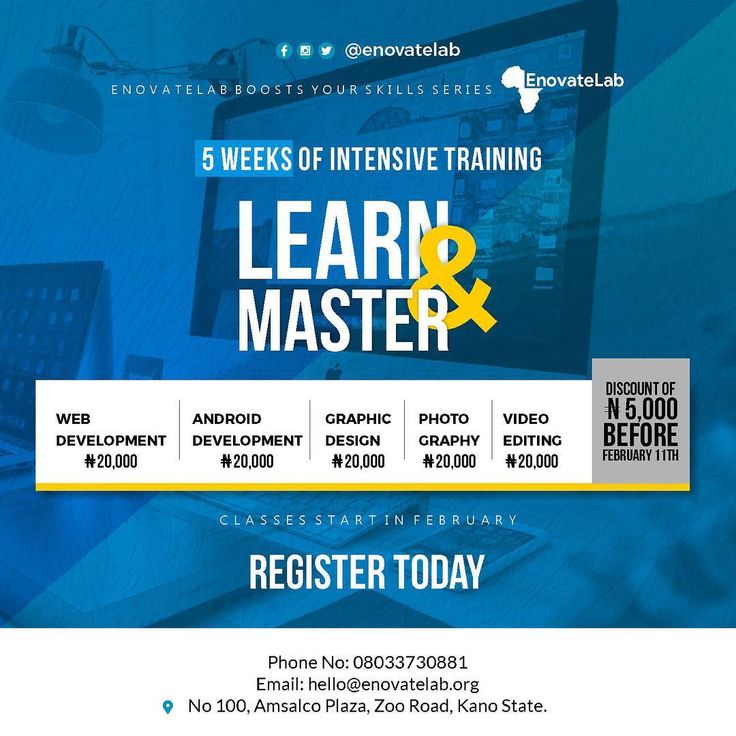 @enovatelab
ENOVATELAB BOOSTS YOUR SKILLS SERIES
EnovateLab
5 WEEKS OF INTENSIVE TRAINING
LEARN
&
MASTER
WEB
DEVELOPMENT
₦20,000
ANDROID
DEVELOPMENT
₦20,000
GRAPHIC
DESIGN
₦20,000
PHOTO
GRAPHY
₦20,000
VIDEO
EDITING
₦20,000
DISCOUNT OF
₦ 5,000
BEFORE
FEBRUARY 11TH
CLASSES START IN FEBRUARY
REGISTER TODAY
Phone No: 08033730881
Email: hello@enovatelab.org
No 100, Amsalco Plaza, Zoo Road, Kano State.